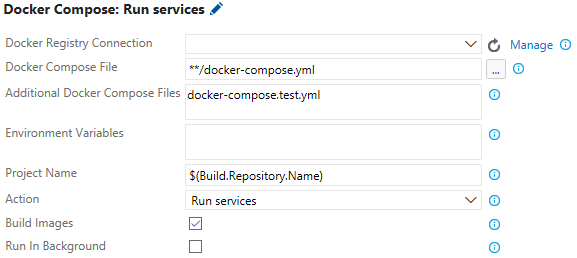 Docker Compose: Run services
Docker Registry Connection Manage
Docker Compose File **/docker-compose.yml ...
Additional Docker Compose Files docker-compose.test.yml
Environment Variables
Project Name $(Build.Repository.Name)
Action Run services
Build Images
Run In Background